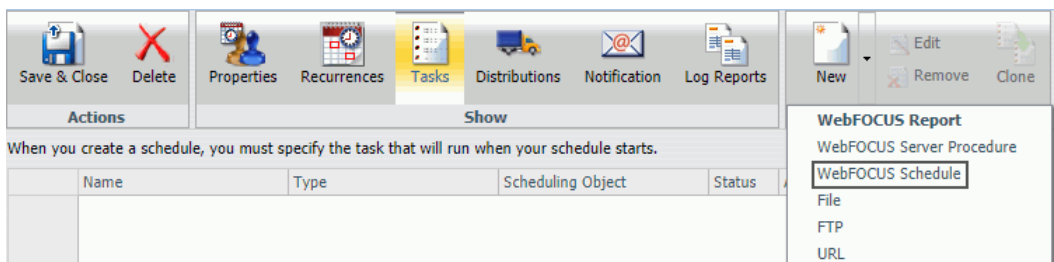 Save & Close Delete Properties Recurrences Tasks Distributions Notification Log Reports New Edit Remove Clone
Actions Show
When you create a schedule, you must specify the task that will run when your schedule starts.
Name Type Scheduling Object Status
WebFOCUS Report
WebFOCUS Server Procedure
WebFOCUS Schedule
File
FTP
URL